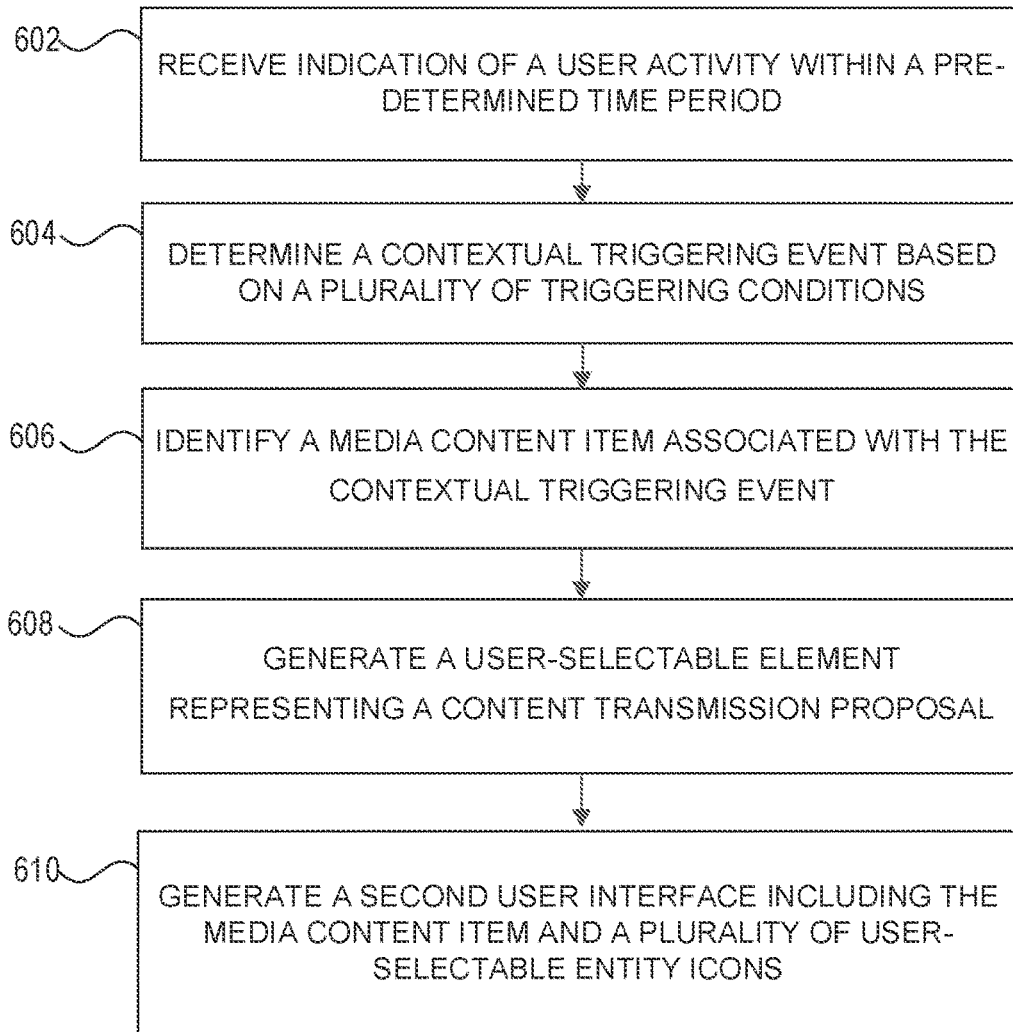 602
RECEIVE INDICATION OF A USER ACTIVITY WITHIN A PRE-
DETERMINED TIME PERIOD
604
DETERMINE A CONTEXTUAL TRIGGERING EVENT BASED
ON A PLURALITY OF TRIGGERING CONDITIONS
606
IDENTIFY A MEDIA CONTENT ITEM ASSOCIATED WITH THE
CONTEXTUAL TRIGGERING EVENT
608
GENERATE A USER-SELECTABLE ELEMENT
REPRESENTING A CONTENT TRANSMISSION PROPOSAL
610
GENERATE A SECOND USER INTERFACE INCLUDING THE
MEDIA CONTENT ITEM AND A PLURALITY OF USER-
SELECTABLE ENTITY ICONS